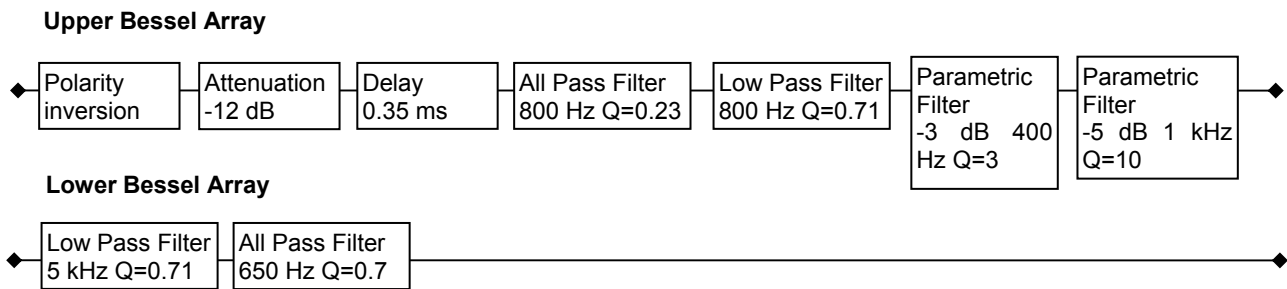 Upper Bessel Array
Polarity
inversion
Attenuation
-12 dB
Delay
0.35 ms
All Pass Filter
800 Hz Q=0.23
Low Pass Filter
800 Hz Q=0.71
Parametric
Filter
-3 dB 400
Hz Q=3
Parametric
Filter
-5 dB 1 kHz
Q=10
Lower Bessel Array
Low Pass Filter
5 kHz Q=0.71
All Pass Filter
650 Hz Q=0.7